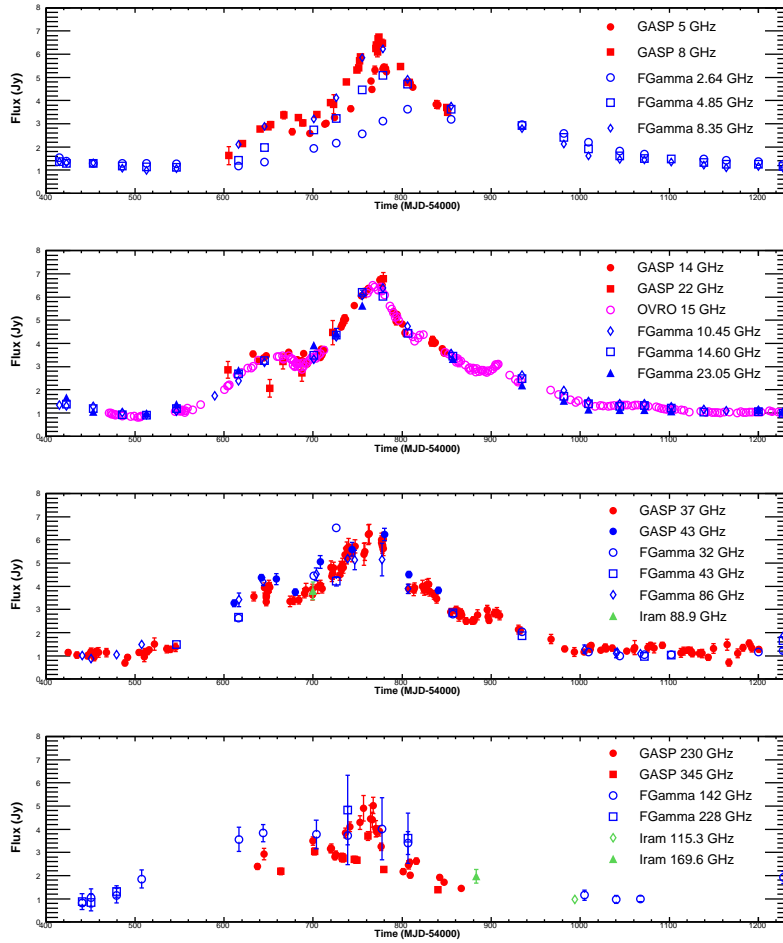 Flux (Jy)
8
7
6
5
4
3
2
1
0
GASP 5 GHz
GASP 8 GHz
FGamma 2.64 GHz
FGamma 4.85 GHz
FGamma 8.35 GHz
400 500 600 700 800 900 1000 1100 1200
Time (MJD-54000)
Flux (Jy)
8
7
6
5
4
3
2
1
0
GASP 14 GHz
GASP 22 GHz
OVRO 15 GHz
FGamma 10.45 GHz
FGamma 14.60 GHz
FGamma 23.05 GHz
400 500 600 700 800 900 1000 1100 1200
Time (MJD-54000)
Flux (Jy)
8
7
6
5
4
3
2
1
0
GASP 37 GHz
GASP 43 GHz
FGamma 32 GHz
FGamma 43 GHz
FGamma 86 GHz
Iram 88.9 GHz
400 500 600 700 800 900 1000 1100 1200
Time (MJD-54000)
Flux (Jy)
8
7
6
5
4
3
2
1
0
GASP 230 GHz
GASP 345 GHz
FGamma 142 GHz
FGamma 228 GHz
Iram 115.3 GHz
Iram 169.6 GHz
400 500 600 700 800 900 1000 1100 1200
Time (MJD-54000)